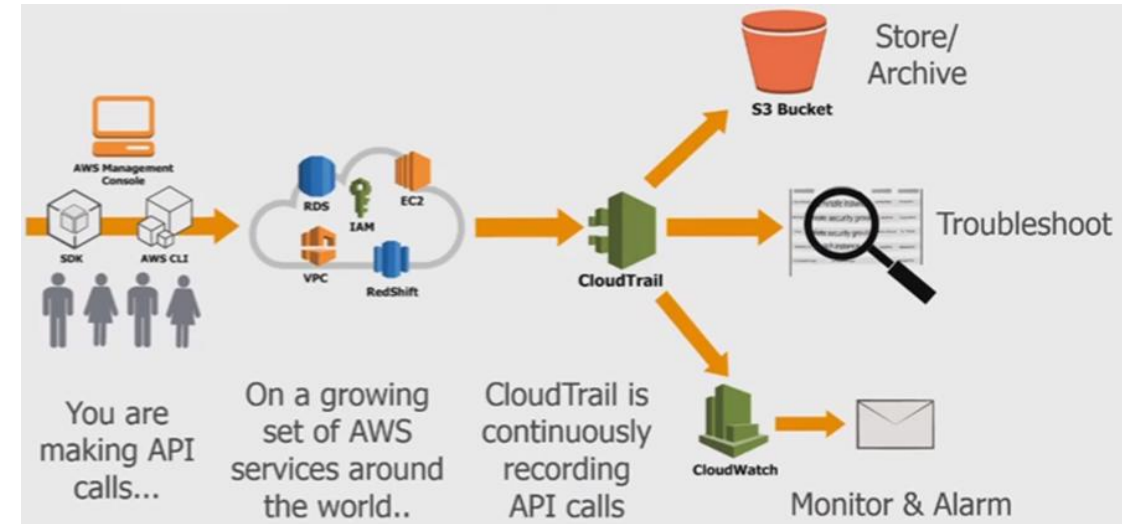 Store/
Archive
S3 Bucket
AWS Management
Console
SDK
AWS CLI
RDS
IAM
EC2
VPC
RedShift
CloudTrail
Troubleshoot
CloudWatch
You are
making API
calls...
On a growing
set of AWS
services around
the world..
CloudTrail is
continuously
recording
API calls
Monitor & Alarm